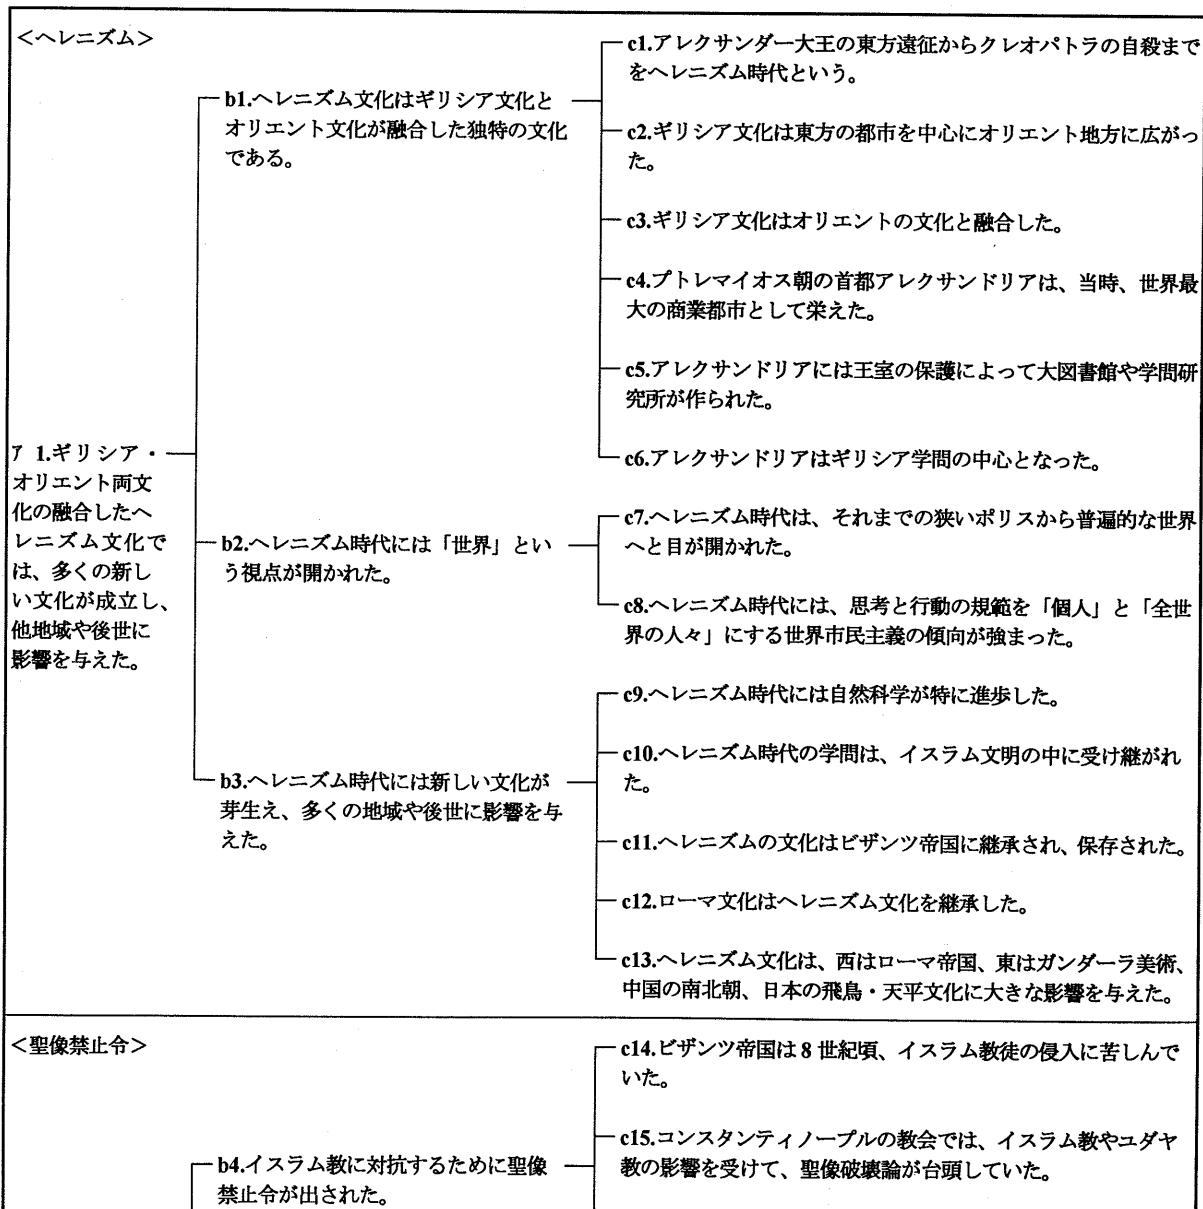 ＜ヘレニズム＞
ア 1.ギリシア・
オリエント両文
化の融合したヘ
レニズム文化で
は、多くの新し
い文化が成立し、
他地域や後世に
影響を与えた。
b1.ヘレニズム文化はギリシア文化と
オリエント文化が融合した独特の文化
である。
c1.アレクサンダー大王の東方遠征からクレオパトラの自殺まで
をヘレニズム時代という。
c2.ギリシア文化は東方の都市を中心にオリエント地方に広がっ
た。
c3.ギリシア文化はオリエントの文化と融合した。
c4.プトレマイオス朝の首都アレクサンドリアは、当時、世界最
大の商業都市として栄えた。
c5.アレクサンドリアには王室の保護によって大図書館や学問研
究所が作られた。
c6.アレクサンドリアはギリシア学問の中心となった。
b2.ヘレニズム時代には「世界」とい
う視点が開かれた。
c7.ヘレニズム時代は、それまでの狭いポリスから普遍的な世界
へと目が開かれた。
c8.ヘレニズム時代には、思考と行動の規範を「個人」と「全世
界の人々」にする世界市民主義の傾向が強まった。
b3.ヘレニズム時代には新しい文化が
芽生え、多くの地域や後世に影響を与
えた。
c9.ヘレニズム時代には自然科学が特に進歩した。
c10.ヘレニズム時代の学問は、イスラム文明の中に受け継がれ
た。
c11.ヘレニズムの文化はビザンツ帝国に継承され、保存された。
c12.ローマ文化はヘレニズム文化を継承した。
c13.ヘレニズム文化は、西はローマ帝国、東はガンダーラ美術、
中国の南北朝、日本の飛鳥・天平文化に大きな影響を与えた。
＜聖像禁止令＞
b4.イスラム教に対抗するために聖像
禁止令が出された。
c14.ビザンツ帝国は 8 世紀頃、イスラム教徒の侵入に苦しんで
いた。
c15.コンスタンティノープルの教会では、イスラム教やユダヤ
教の影響を受けて、聖像破壊論が台頭していた。